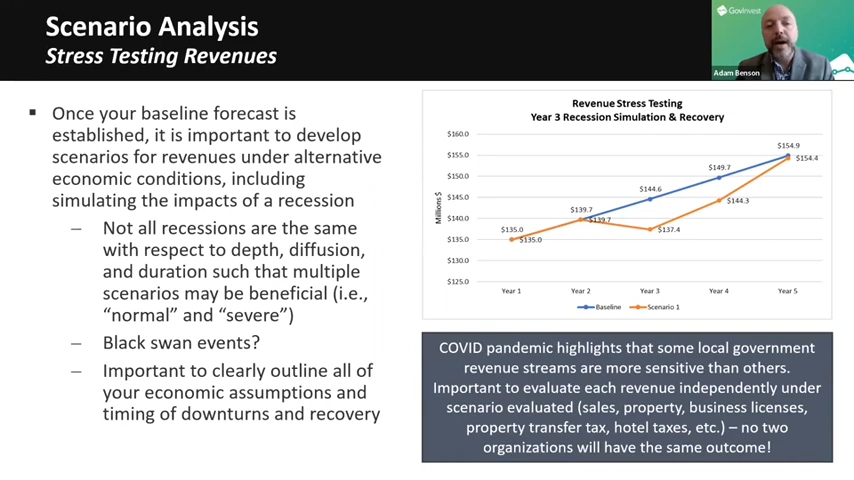 Scenario Analysis
Stress Testing Revenues
GovInvest
Adam Benson
▪ Once your baseline forecast is
established, it is important to develop
scenarios for revenues under alternative
economic conditions, including
simulating the impacts of a recession
– Not all recessions are the same
with respect to depth, diffusion,
and duration such that multiple
scenarios may be beneficial (i.e.,
“normal” and “severe”)
– Black swan events?
– Important to clearly outline all of
your economic assumptions and
timing of downturns and recovery
Revenue Stress Testing
Year 3 Recession Simulation & Recovery
Millions $
$160.0
$155.0
$150.0
$145.0
$140.0
$135.0
$130.0
$125.0
$135.0
$135.0
$139.7
$139.7
$144.6
$137.4
$149.7
$144.3
$154.9
$154.4
Year 1 Year 2 Year 3 Year 4 Year 5
Baseline Scenario 1
COVID pandemic highlights that some local government
revenue streams are more sensitive than others.
Important to evaluate each revenue independently under
scenario evaluated (sales, property, business licenses,
property transfer tax, hotel taxes, etc.) – no two
organizations will have the same outcome!